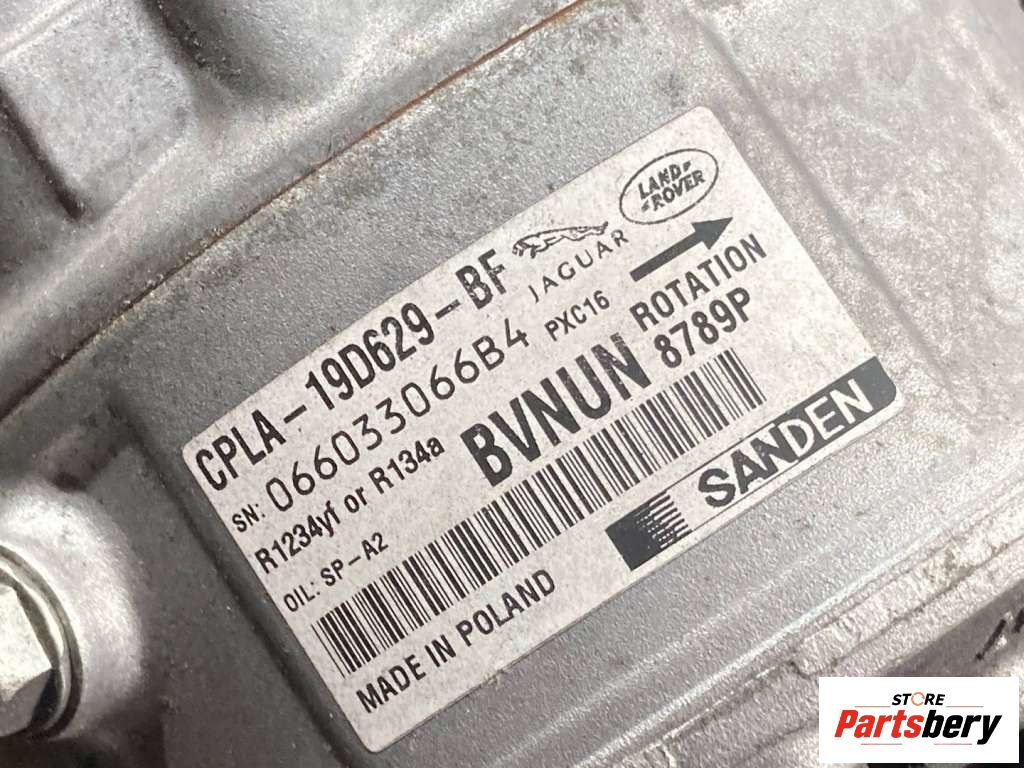 CPLA-19D629-BF
JAGUAR
LAND
ROVER
SN: 066033066B4
PXC16
ROTATION
R1234yf or R134a
BVNUN
8789P
OIL: SP-A2
SANDEN
MADE IN POLAND
STORE
Partsbery